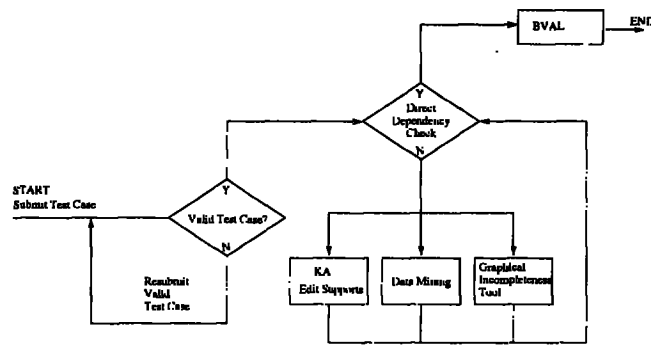 BVAL
END
Y
Direct
Dependency
Check
N
START
Submit Test Case
Y
Valid Test Case?
N
Resubmit
Valid
Test Case
KA
Edit Supports
Data Mining
Graphical
Incompleteness
Tool